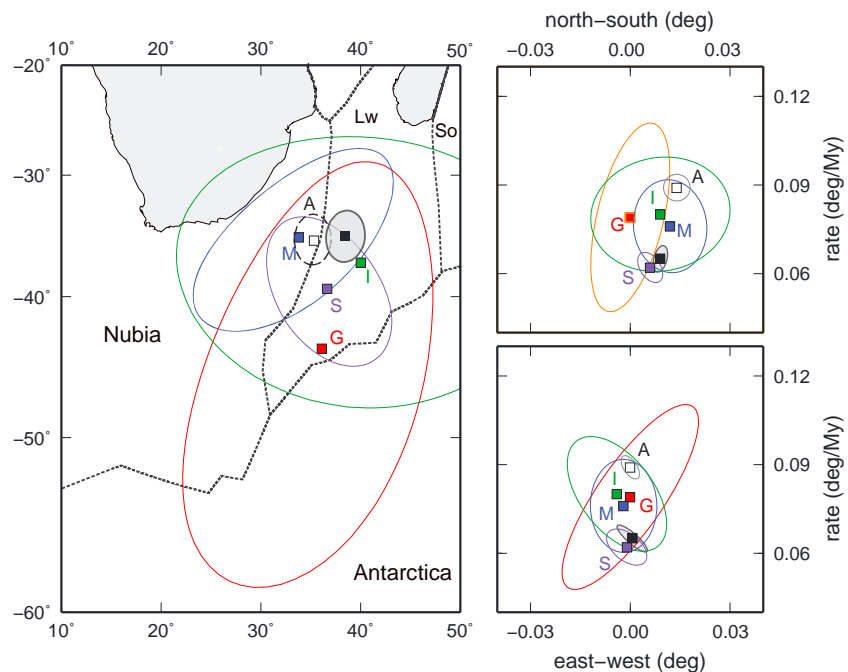 10˚ 20˚ 30˚ 40˚ 50˚
−20˚
−30˚
−40˚
−50˚
−60˚
10˚ 20˚ 30˚ 40˚ 50˚
Lw
So
A
M
I
S
G
Nubia
Antarctica
north−south (deg)
−0.03 0.00 0.03
0.12
0.09
0.06
rate (deg/My)
A
I
G
M
S
0.12
0.09
0.06
rate (deg/My)
A
I
G
M
S
−0.03 0.00 0.03
east−west (deg)